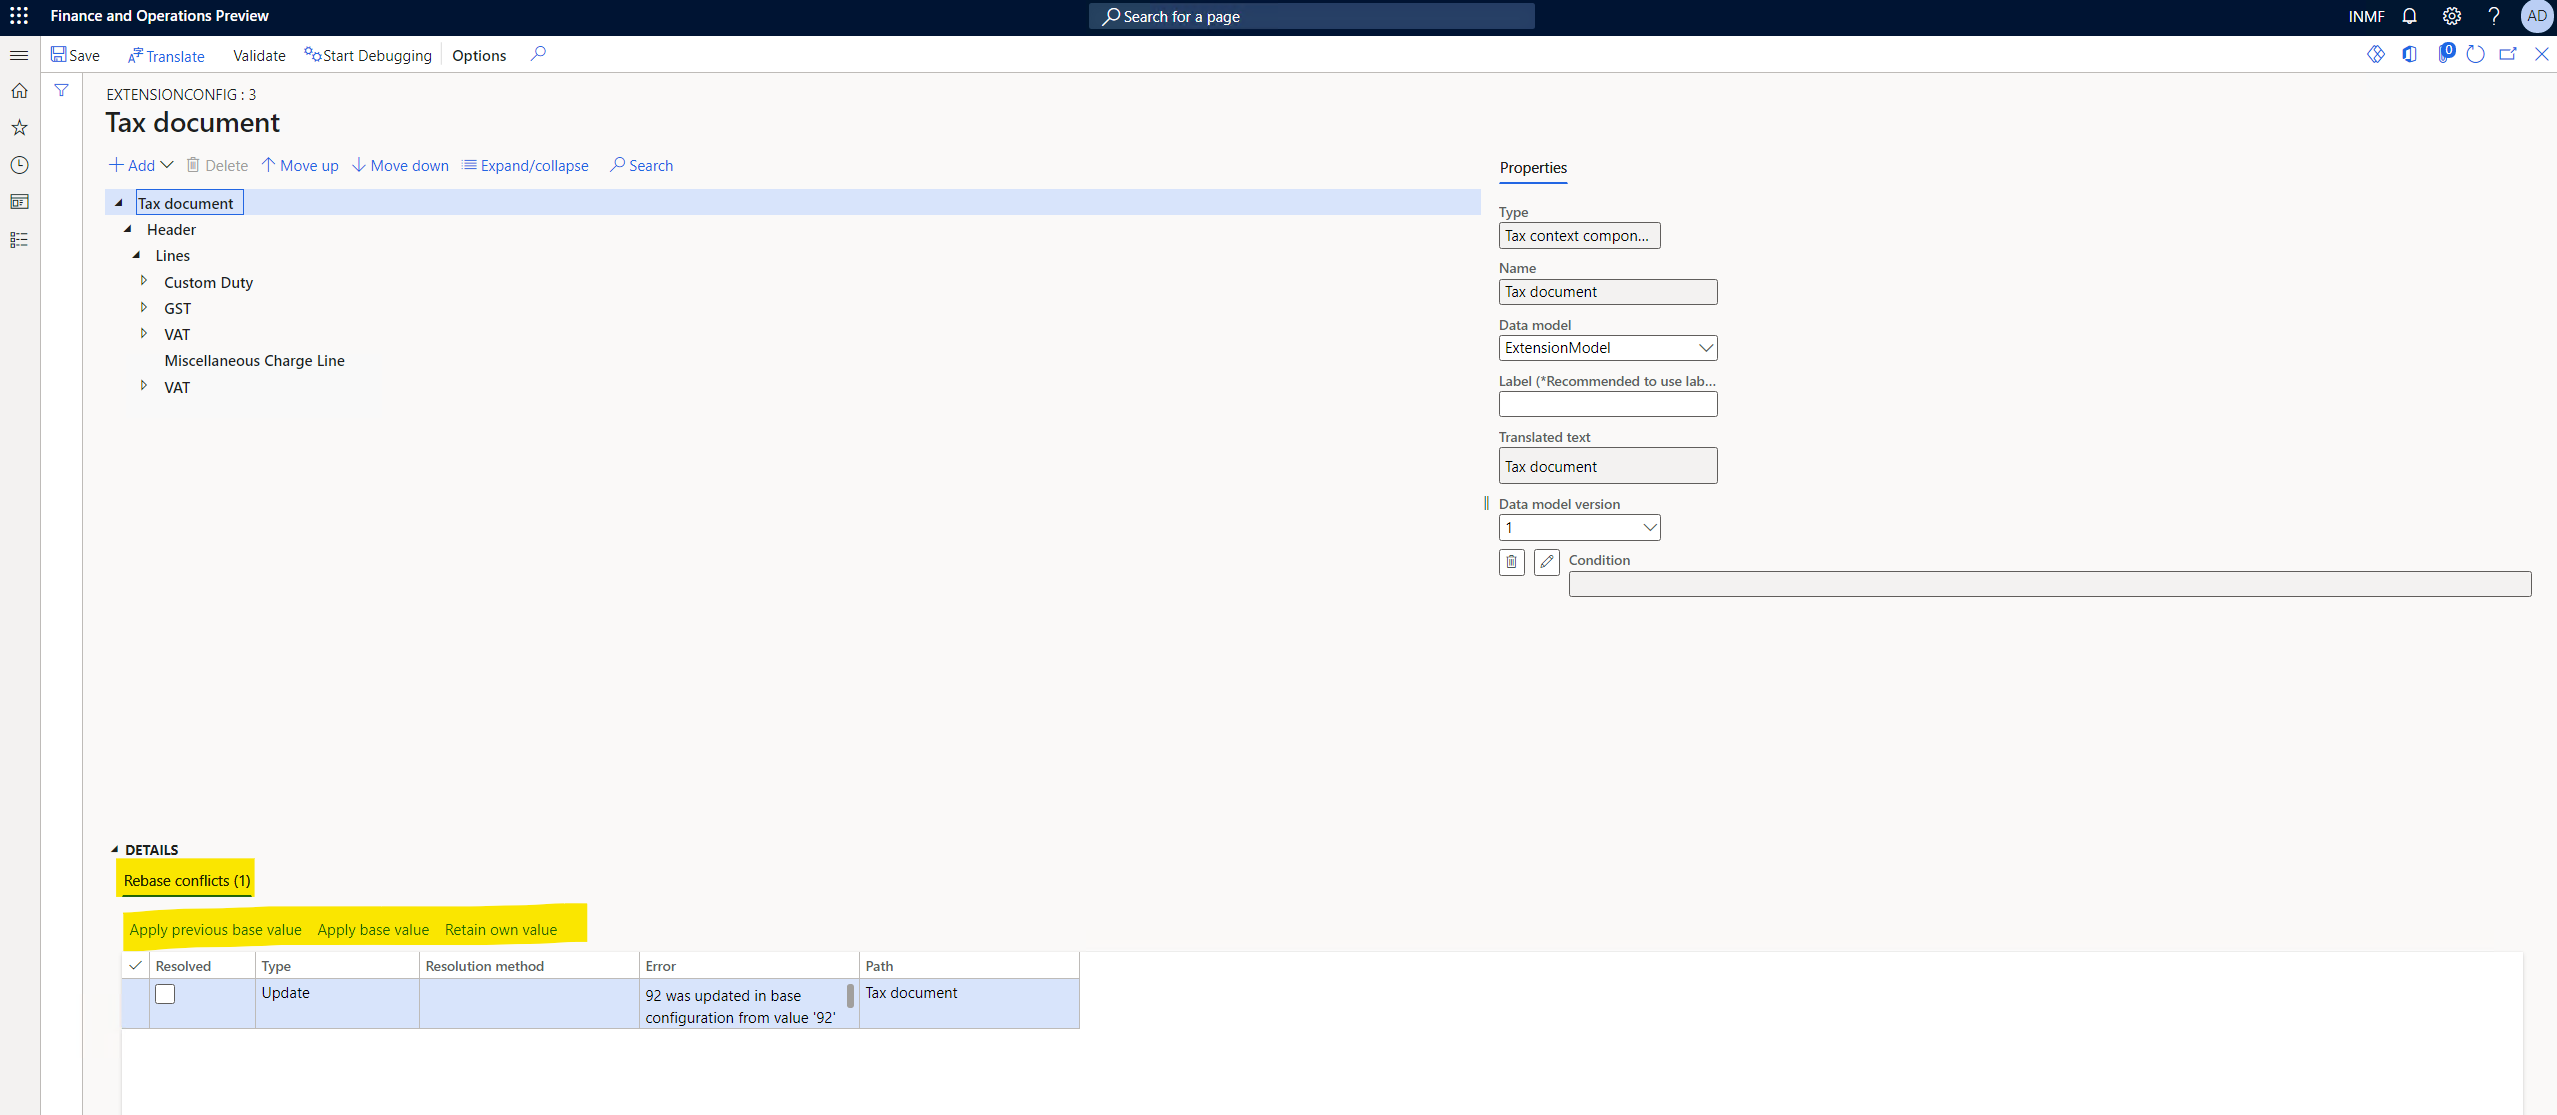 Finance and Operations Preview
Search for a page
INMF
AD
Save
Translate
Validate
Start Debugging
Options
0
EXTENSIONCONFIG : 3
Tax document
Add
Delete
Move up
Move down
Expand/collapse
Search
Tax document
Header
Lines
Custom Duty
GST
VAT
Miscellaneous Charge Line
VAT
Properties
Type
Tax context compon...
Name
Tax document
Data model
ExtensionModel
Label (*Recommended to use lab...
Translated text
Tax document
Data model version
1
Condition
DETAILS
Rebase conflicts (1)
Apply previous base value
Apply base value
Retain own value
Resolved
Type
Resolution method
Error
Path
Update
92 was updated in base
configuration from value '92'
Tax document